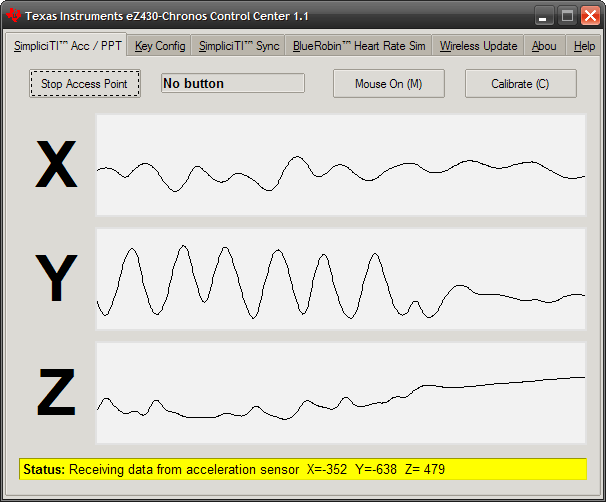 Texas Instruments eZ430-Chronos Control Center 1.1
SimpliciTI™ Acc / PPT Key Config SimpliciTI™ Sync BlueRobin™ Heart Rate Sim Wireless Update Abou Help
Stop Access Point No button Mouse On (M) Calibrate (C)
X
Y
Z
Status: Receiving data from acceleration sensor X=-352 Y=-638 Z= 479